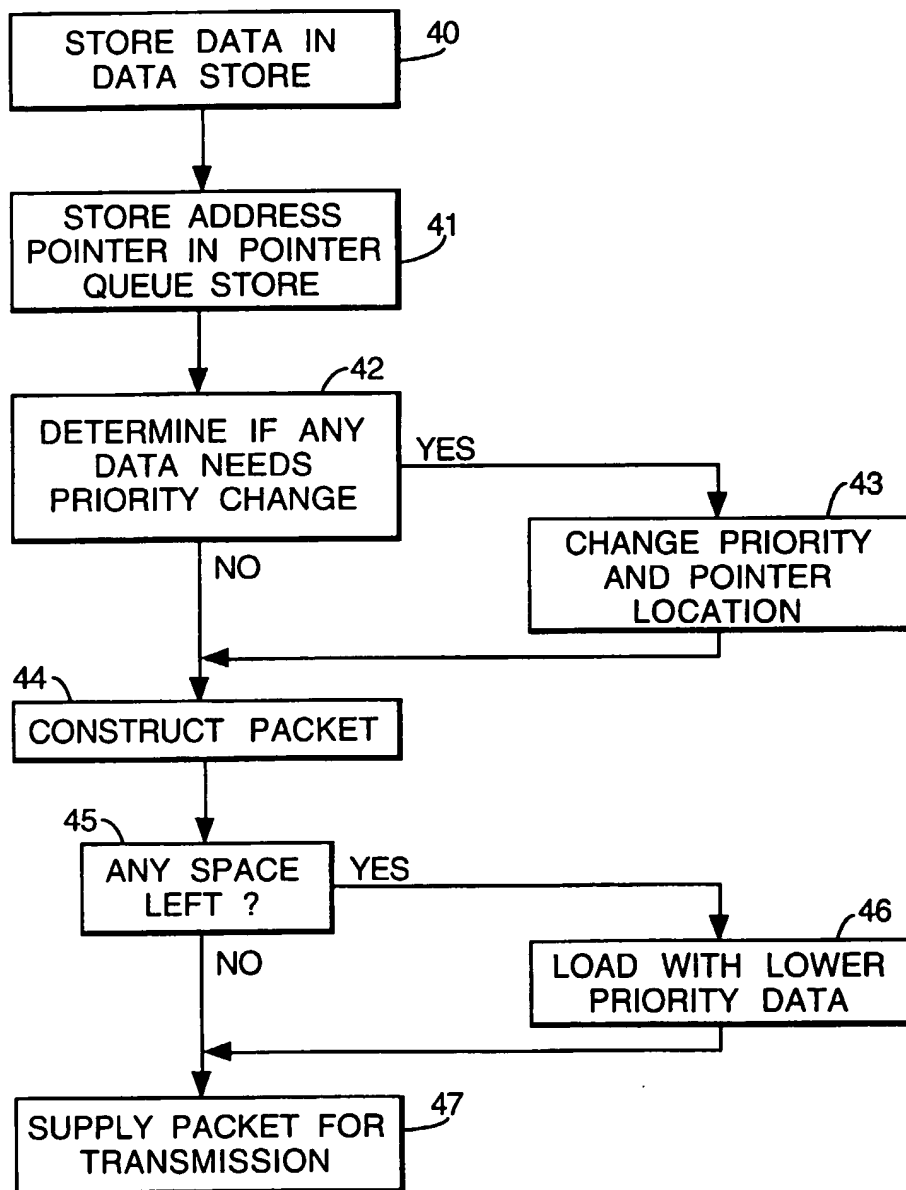 STORE DATA IN
DATA STORE
40
STORE ADDRESS
POINTER IN POINTER
QUEUE STORE
41
42
DETERMINE IF ANY
DATA NEEDS
PRIORITY CHANGE
YES
NO
43
CHANGE PRIORITY
AND POINTER
LOCATION
44
CONSTRUCT PACKET
45
ANY SPACE
LEFT ?
YES
NO
46
LOAD WITH LOWER
PRIORITY DATA
SUPPLY PACKET FOR
TRANSMISSION
47